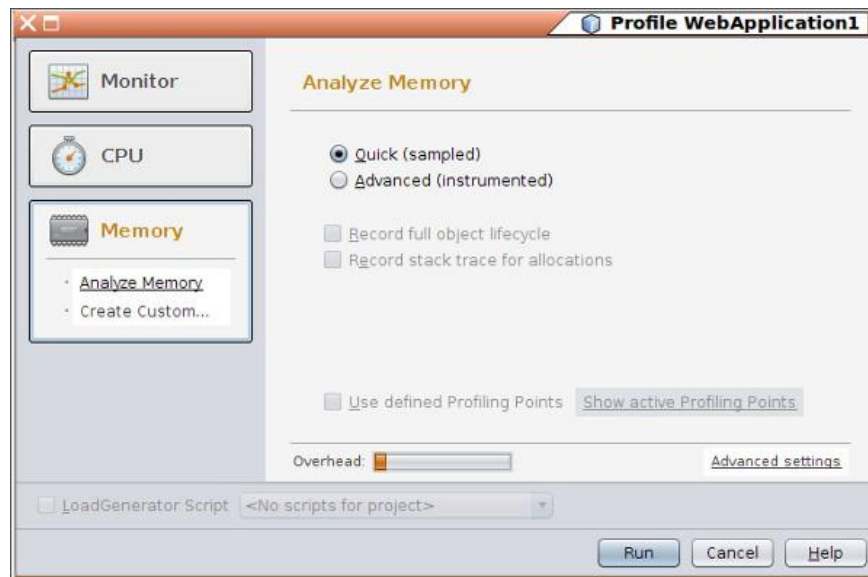 Profile WebApplication1
Monitor
CPU
Memory
Analyze Memory
Create Custom...
Analyze Memory
Quick (sampled)
Advanced (instrumented)
Record full object lifecycle
Record stack trace for allocations
Use defined Profiling Points Show active Profiling Points
Overhead: Advanced settings
LoadGenerator Script <No scripts for project>
Run Cancel Help